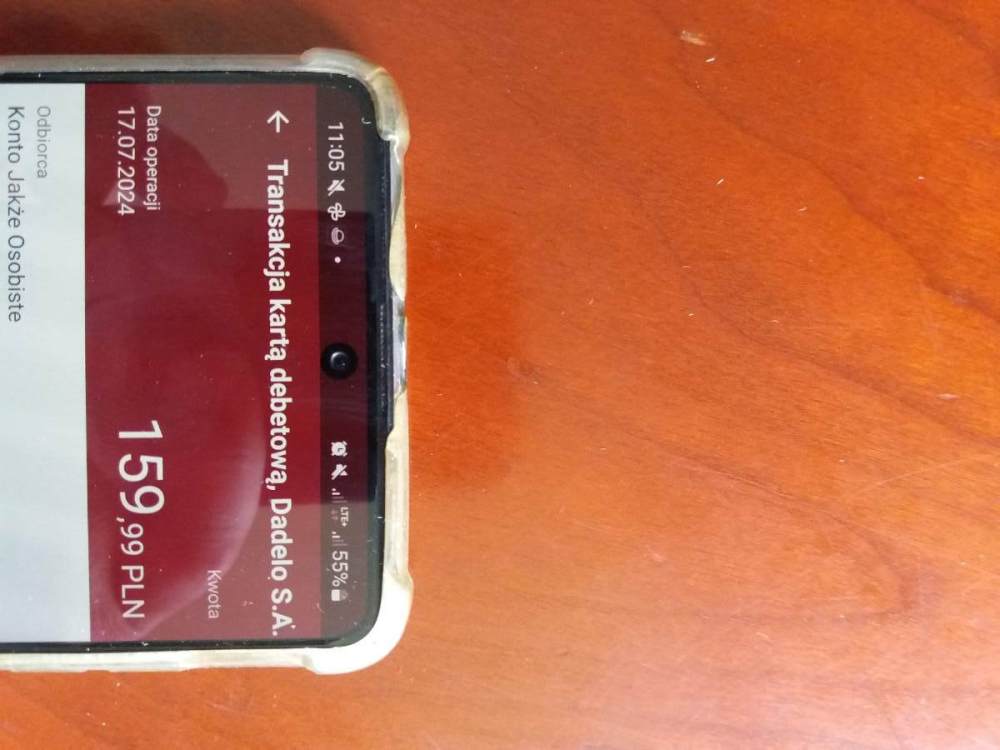 11:05 LTE+ 55%
Transakcja kartą debetową, Dadelo S.A.
Kwota
Data operacji
17.07.2024
159,99 PLN
Odbiorca
Konto Jakże Osobiste